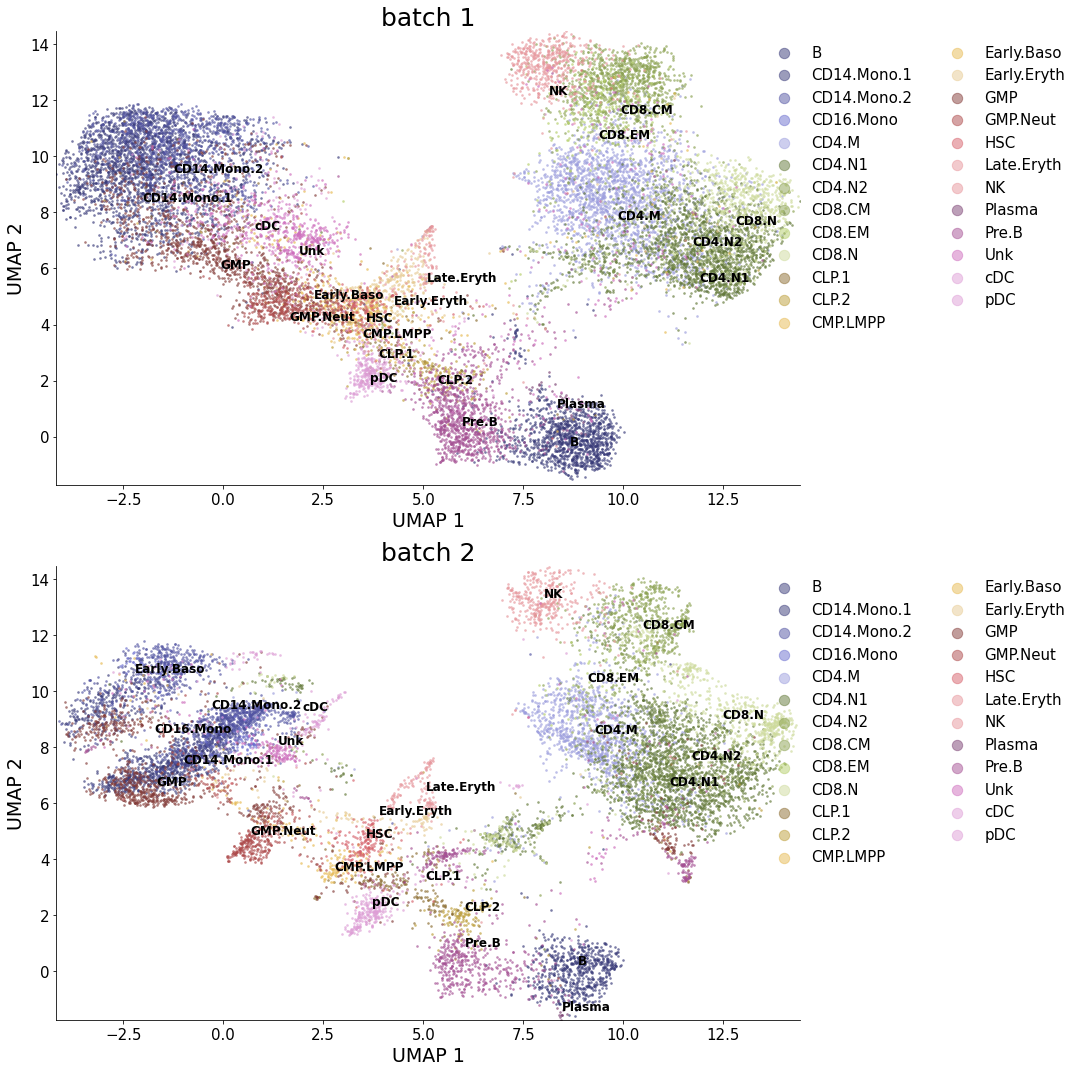 batch 1
14
12
10
8
6
4
2
0
UMAP 2
−2.5 0.0 2.5 5.0 7.5 10.0 12.5
UMAP 1
NK
CD8.CM
CD8.EM
CD14.Mono.2
CD14.Mono.1
cDC
CD4.M
CD8.N
Unk
CD4.N2
GMP
Late.Eryth
CD4.N1
Early.Baso
Early.Eryth
GMP.Neut
HSC
CMP.LMPP
CLP.1
pDC
CLP.2
Plasma
Pre.B
B
B
CD14.Mono.1
CD14.Mono.2
CD16.Mono
CD4.M
CD4.N1
CD4.N2
CD8.CM
CD8.EM
CD8.N
CLP.1
CLP.2
CMP.LMPP
Early.Baso
Early.Eryth
GMP
GMP.Neut
HSC
Late.Eryth
NK
Plasma
Pre.B
Unk
cDC
pDC
batch 2
14
12
10
8
6
4
2
0
UMAP 2
−2.5 0.0 2.5 5.0 7.5 10.0 12.5
UMAP 1
NK
CD8.CM
Early.Baso
CD8.EM
CD14.Mono.2
cDC
CD8.N
CD16.Mono
CD4.M
Unk
CD14.Mono.1
CD4.N2
GMP
Late.Eryth
CD4.N1
Early.Eryth
GMP.Neut
HSC
CMP.LMPP
CLP.1
pDC
CLP.2
Pre.B
B
Plasma
B
CD14.Mono.1
CD14.Mono.2
CD16.Mono
CD4.M
CD4.N1
CD4.N2
CD8.CM
CD8.EM
CD8.N
CLP.1
CLP.2
CMP.LMPP
Early.Baso
Early.Eryth
GMP
GMP.Neut
HSC
Late.Eryth
NK
Plasma
Pre.B
Unk
cDC
pDC